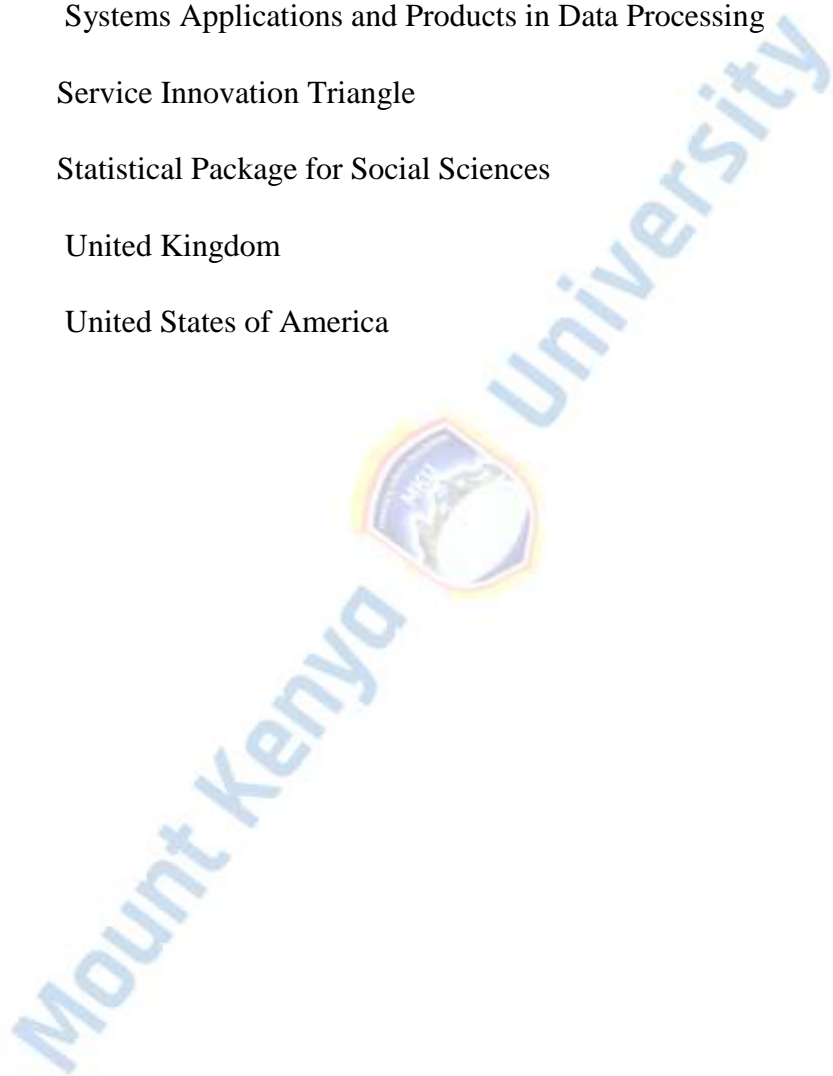 Systems Applications and Products in Data Processing
Service Innovation Triangle
Statistical Package for Social Sciences
United Kingdom
United States of America
Mount Kenya University
MKU